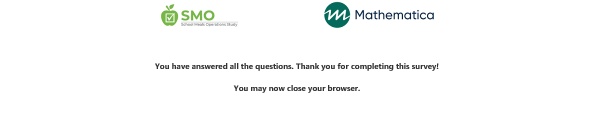 SMO
School Meals Operations Study
Mathematica
You have answered all the questions. Thank you for completing this survey!
You may now close your browser.